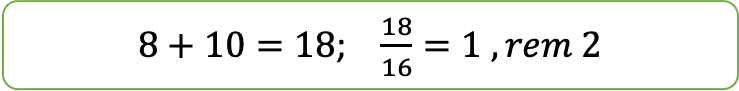 8 + 10 = 18; 18/16 = 1 , rem 2